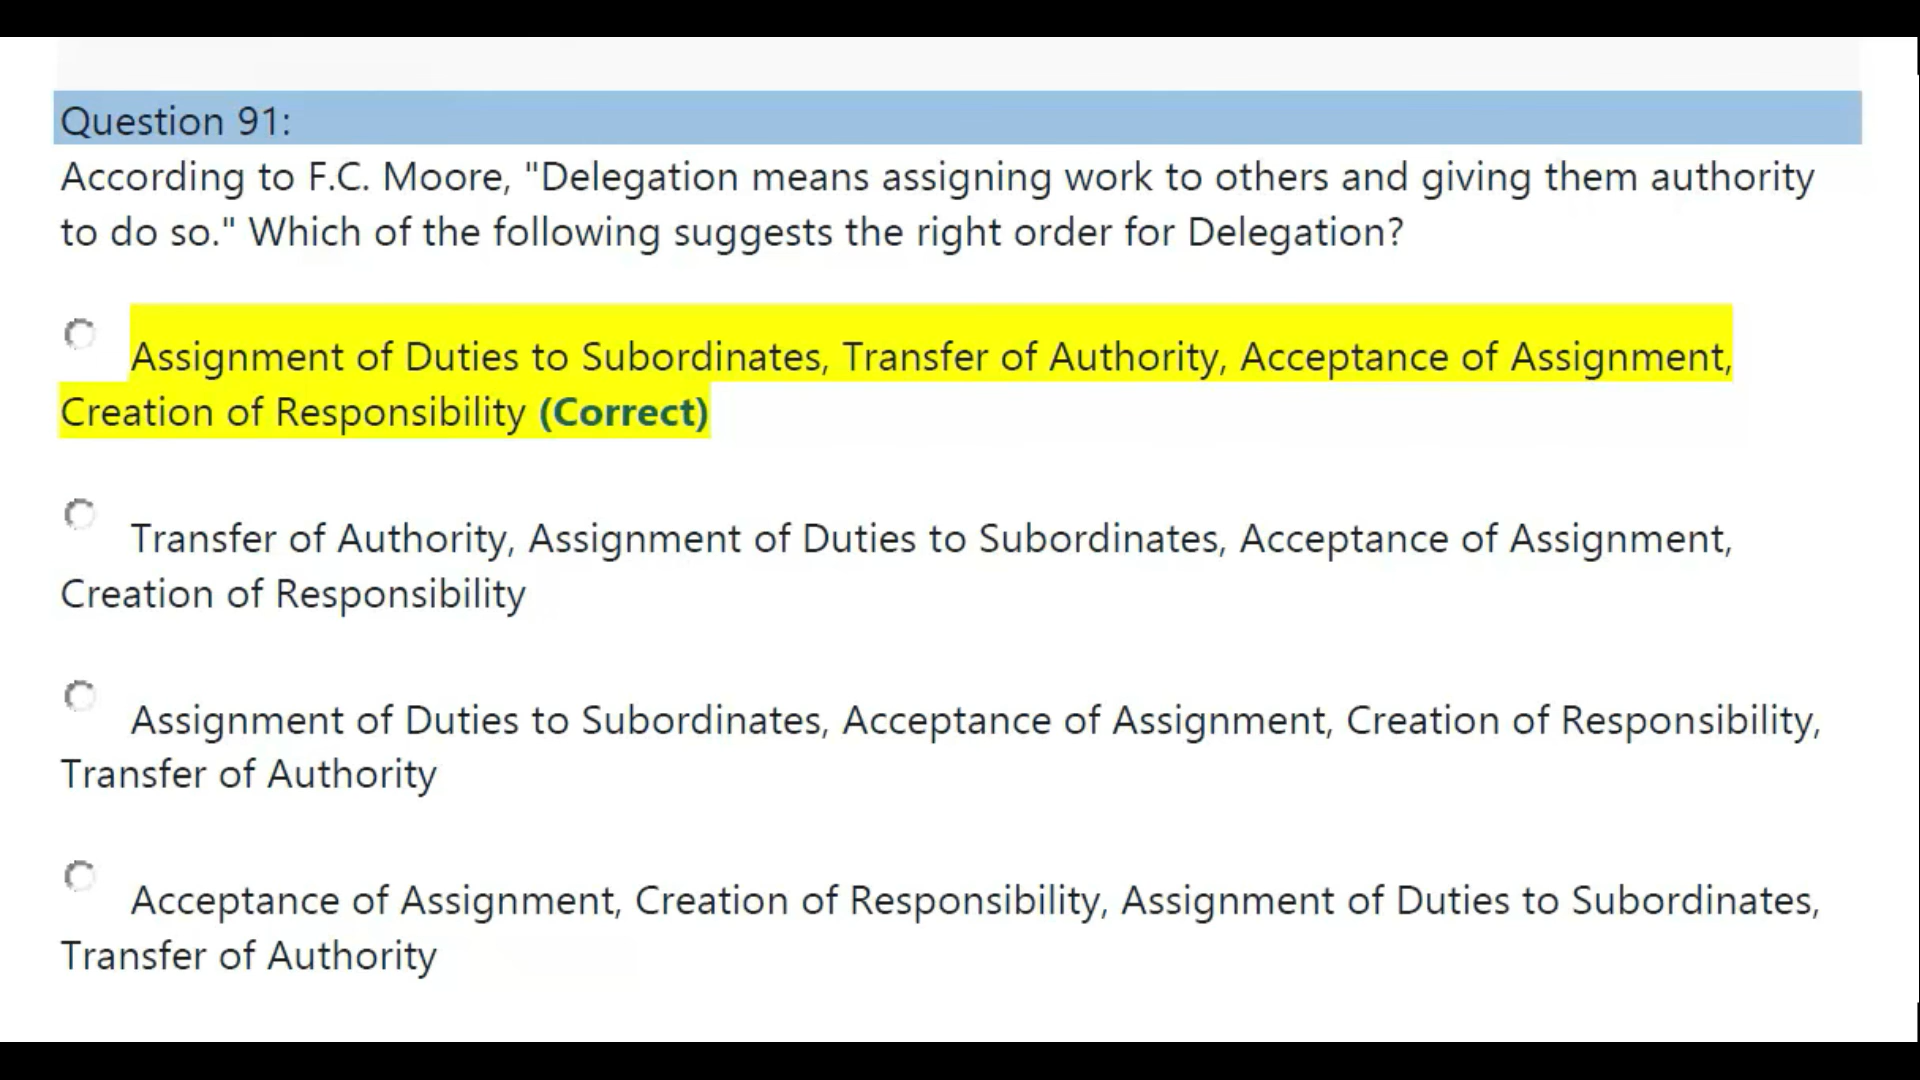 Question 91:
According to F.C. Moore, "Delegation means assigning work to others and giving them authority
to do so." Which of the following suggests the right order for Delegation?
Assignment of Duties to Subordinates, Transfer of Authority, Acceptance of Assignment,
Creation of Responsibility (Correct)
Transfer of Authority, Assignment of Duties to Subordinates, Acceptance of Assignment,
Creation of Responsibility
Assignment of Duties to Subordinates, Acceptance of Assignment, Creation of Responsibility,
Transfer of Authority
Acceptance of Assignment, Creation of Responsibility, Assignment of Duties to Subordinates,
Transfer of Authority